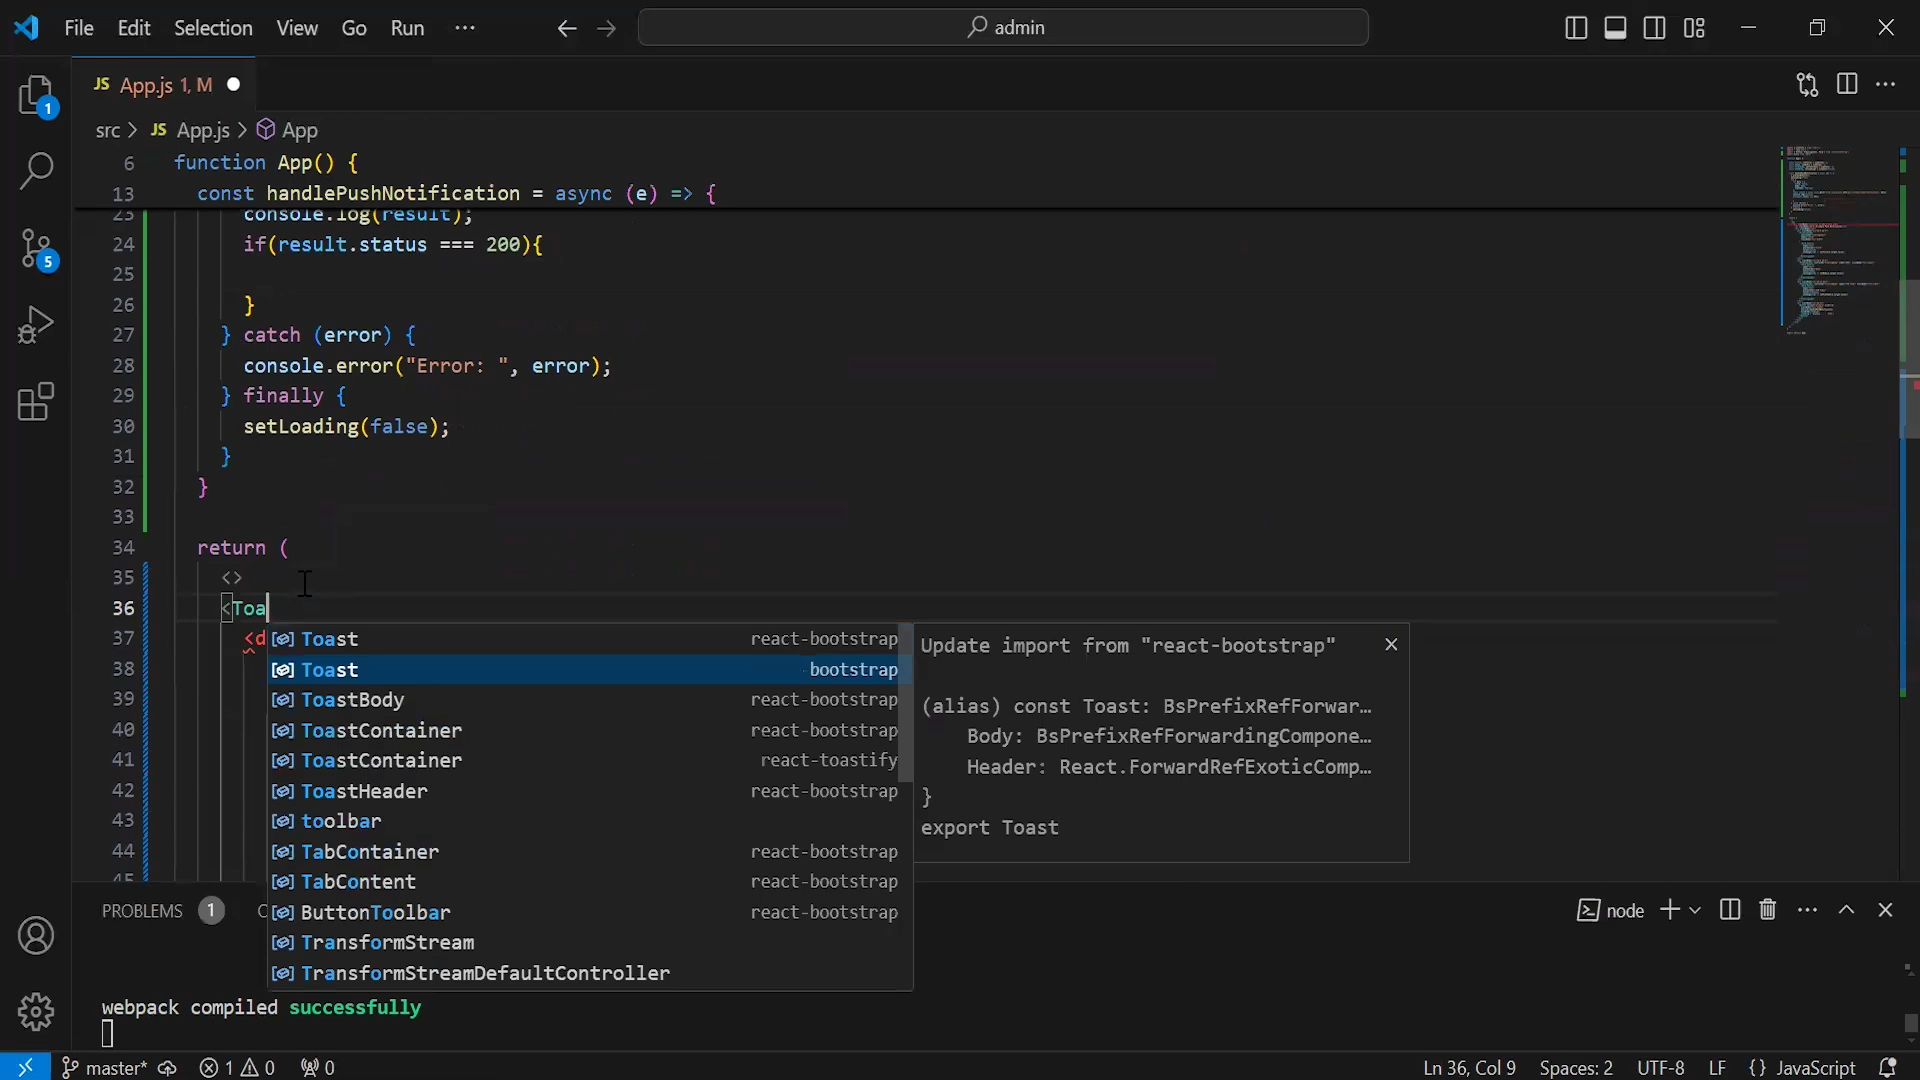 File Edit Selection View Go Run ··· admin
JS App.js 1, M
src > JS App.js > App
6 function App() {
13 const handlePushNotification = async (e) => {
23 console.log(result);
24 if(result.status === 200){
25
26 }
27 } catch (error) {
28 console.error("Error: ", error);
29 } finally {
30 setLoading(false);
31 }
32 }
33
34 return (
35 <>
36 <Toa
37 <d
38
39
40
41
42
43
44
45
Toast react-bootstrap
Toast bootstrap
ToastBody react-bootstrap
ToastContainer react-bootstrap
ToastContainer react-toastify
ToastHeader react-bootstrap
toolbar
TabContainer react-bootstrap
TabContent react-bootstrap
ButtonToolbar react-bootstrap
TransformStream
TransformStreamDefaultController
Update import from "react-bootstrap"
(alias) const Toast: BsPrefixRefForwar…
Body: BsPrefixRefForwardingCompone…
Header: React.ForwardRefExoticComp…
}
export Toast
PROBLEMS 1 node
webpack compiled successfully
master* 1 0 0 Ln 36, Col 9 Spaces: 2 UTF-8 LF {} JavaScript
1
5